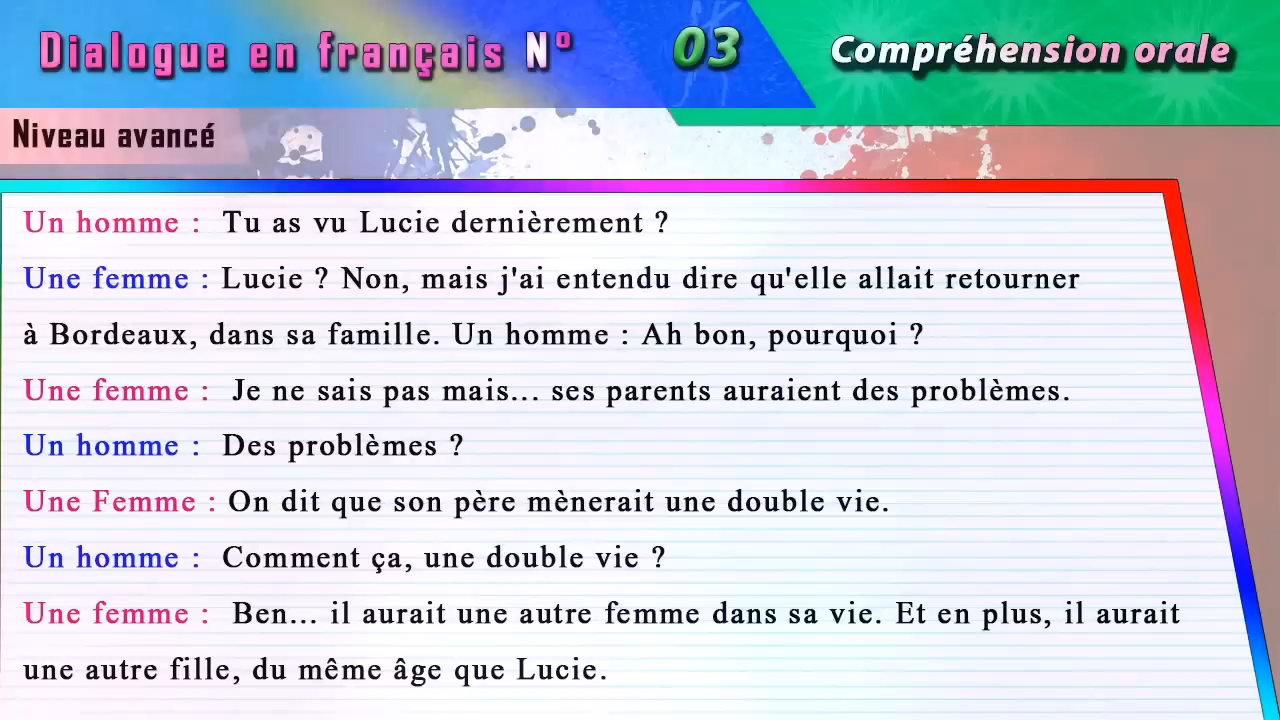 Dialogue en français N° 03 Compréhension orale
Niveau avancé
Un homme : Tu as vu Lucie dernièrement ?
Une femme : Lucie ? Non, mais j'ai entendu dire qu'elle allait retourner
à Bordeaux, dans sa famille. Un homme : Ah bon, pourquoi ?
Une femme : Je ne sais pas mais... ses parents auraient des problèmes.
Un homme : Des problèmes ?
Une Femme : On dit que son père mènerait une double vie.
Un homme : Comment ça, une double vie ?
Une femme : Ben... il aurait une autre femme dans sa vie. Et en plus, il aurait
une autre fille, du même âge que Lucie.